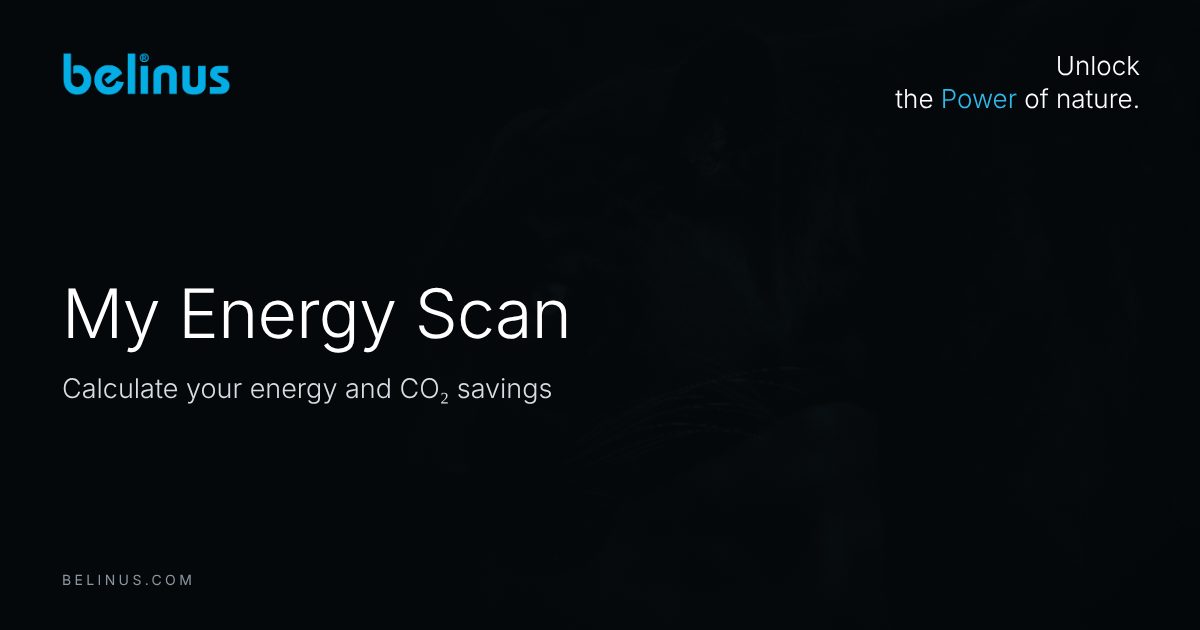 belinus®
Unlock
the Power of nature.
My Energy Scan
Calculate your energy and CO₂ savings
BELINUS.COM